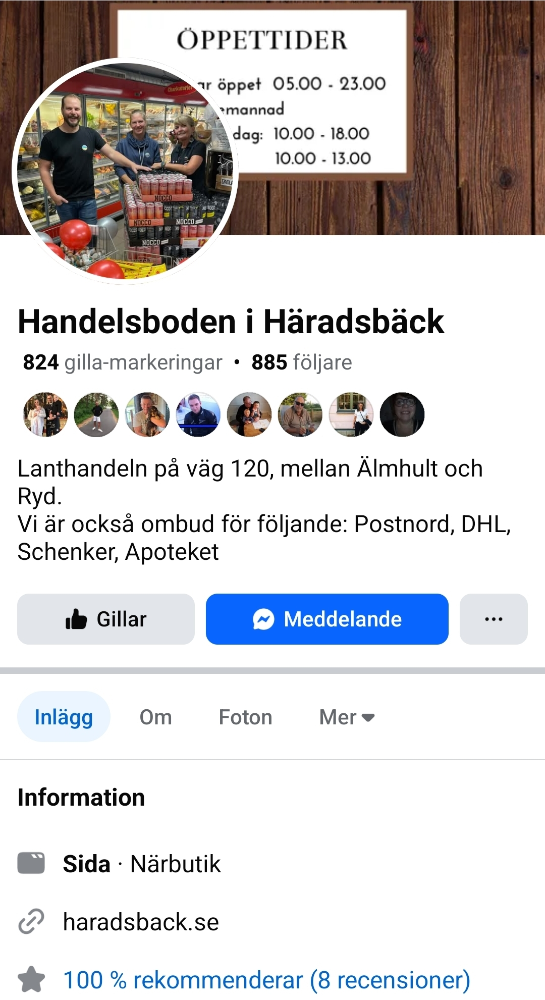 ÖPPETTIDER
öppet 05.00 - 23.00
dag: 10.00 - 18.00
10.00 - 13.00
Charkuterier
NOCCO
NOCCO NOCCO
NOCCO
Handelsboden i Häradsbäck
824 gilla-markeringar • 885 följare
Lanthandeln på väg 120, mellan Älmhult och
Ryd.
Vi är också ombud för följande: Postnord, DHL,
Schenker, Apoteket
Gillar
Meddelande
Inlägg
Om
Foton
Mer
Information
Sida · Närbutik
haradsback.se
100 % rekommenderar (8 recensioner)